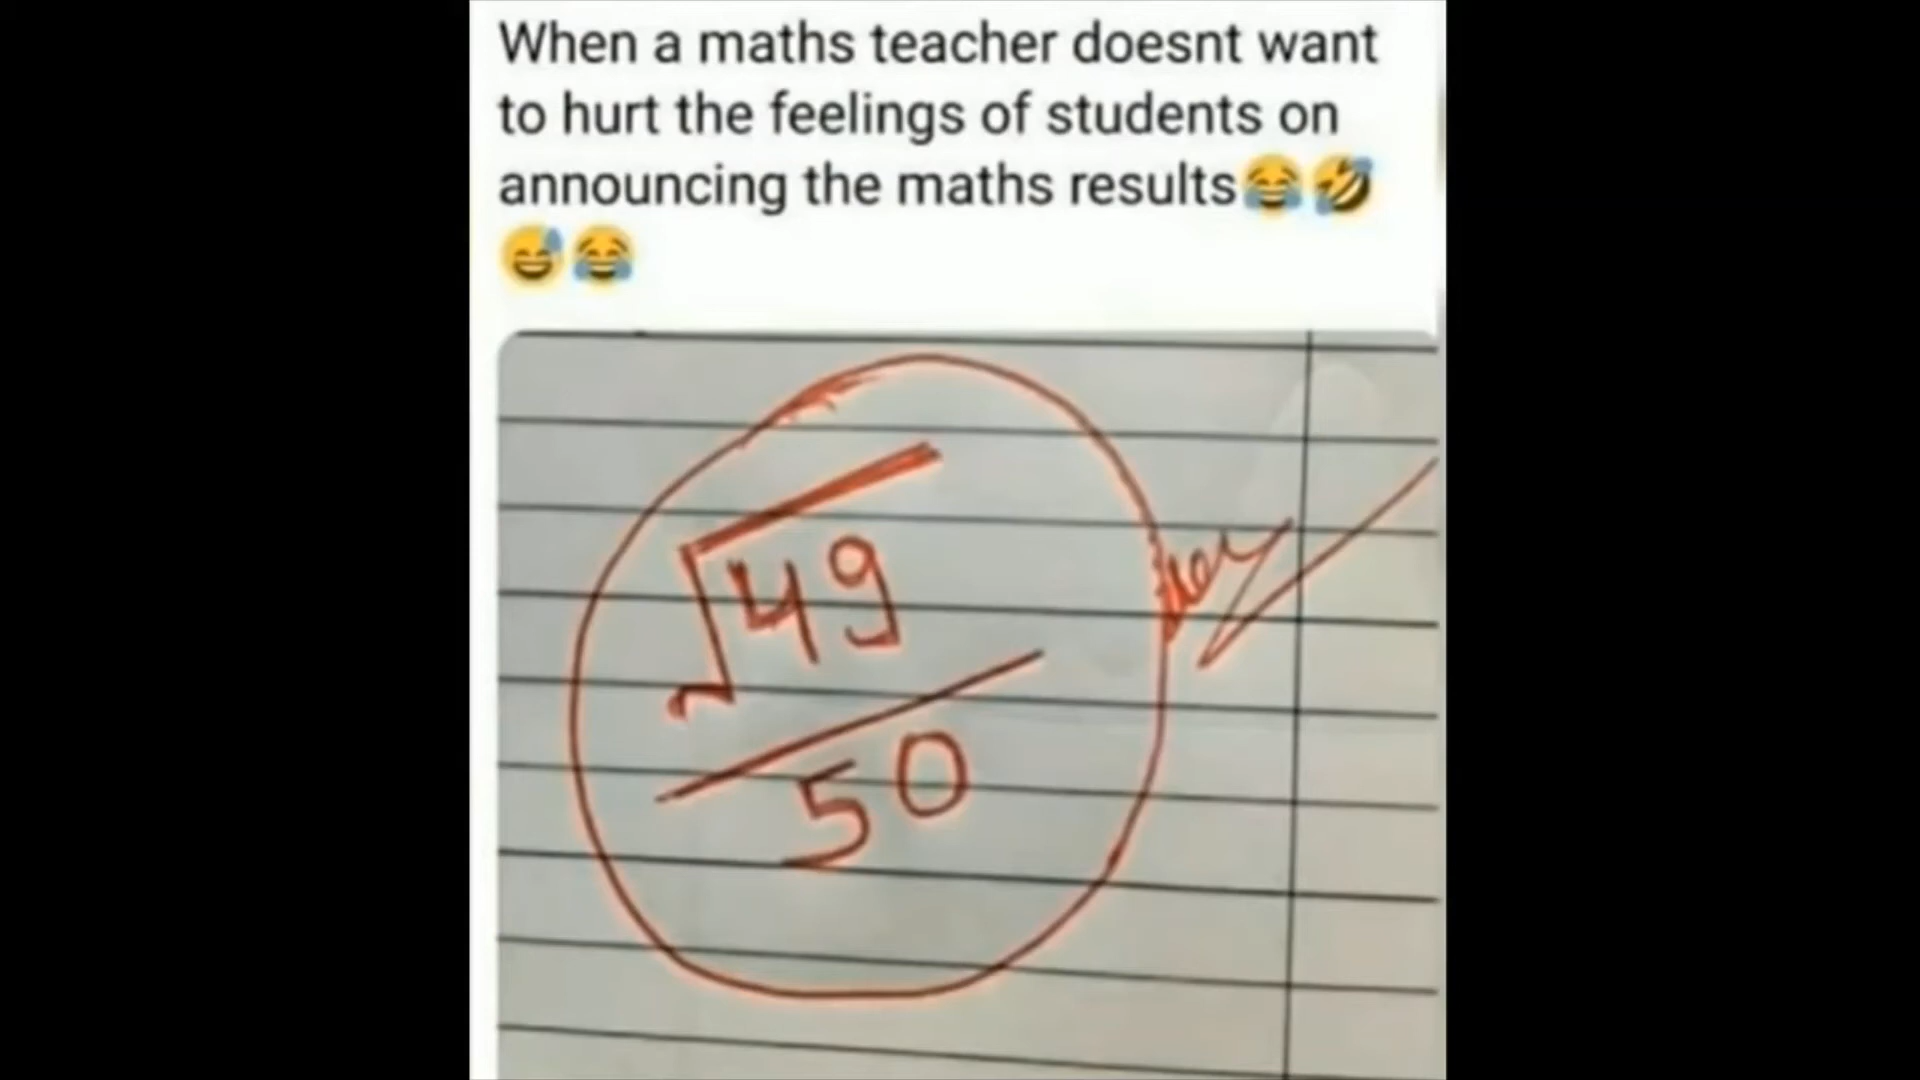 When a maths teacher doesnt want
to hurt the feelings of students on
announcing the maths results😂🤣
😅😂
√49
50